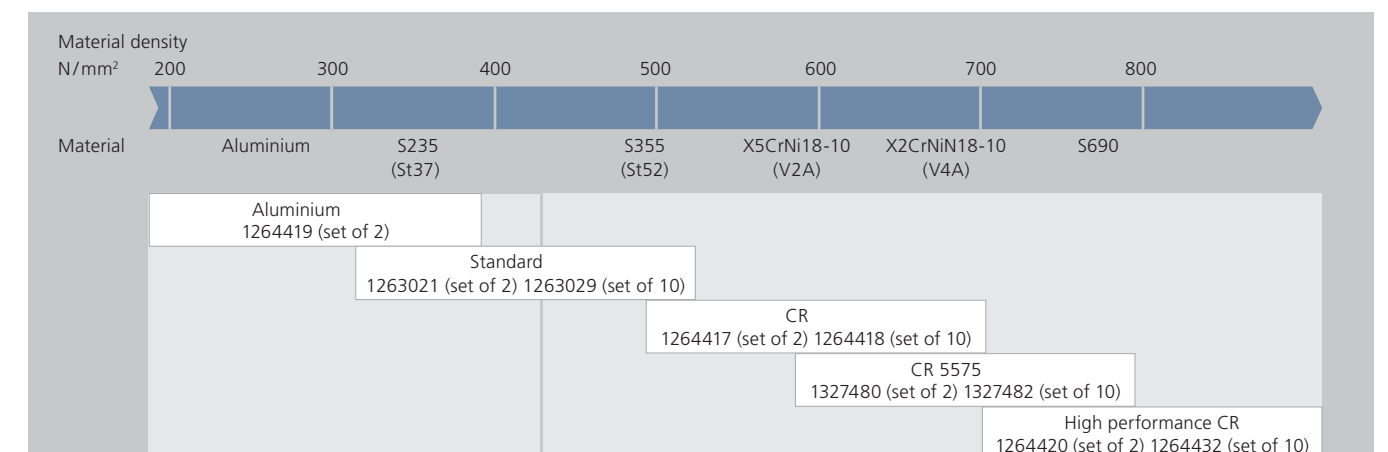 Material density
N/mm² 200 300 400 500 600 700 800
Material Aluminium S235 S355 X5CrNi18-10 X2CrNiN18-10 S690
(St37) (St52) (V2A) (V4A)
Aluminium
1264419 (set of 2)
Standard
1263021 (set of 2) 1263029 (set of 10)
CR
1264417 (set of 2) 1264418 (set of 10)
CR 5575
1327480 (set of 2) 1327482 (set of 10)
High performance CR
1264420 (set of 2) 1264432 (set of 10)